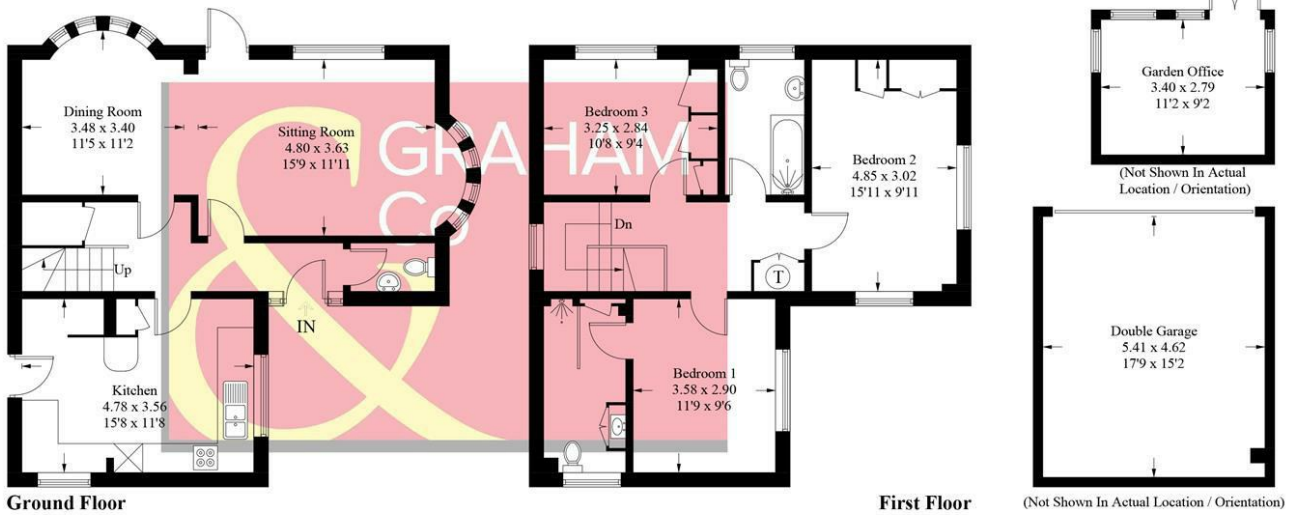 Dining Room
3.48 x 3.40
11'5 x 11'2
Sitting Room
4.80 x 3.63
15'9 x 11'11
Up
IN
Kitchen
4.78 x 3.56
15'8 x 11'8
Ground Floor
GRAHAM
&
Co
Bedroom 3
3.25 x 2.84
10'8 x 9'4
Bedroom 2
4.85 x 3.02
15'11 x 9'11
Dn
T
Bedroom 1
3.58 x 2.90
11'9 x 9'6
First Floor
Garden Office
3.40 x 2.79
11'2 x 9'2
(Not Shown In Actual
Location / Orientation)
Double Garage
5.41 x 4.62
17'9 x 15'2
(Not Shown In Actual Location / Orientation)